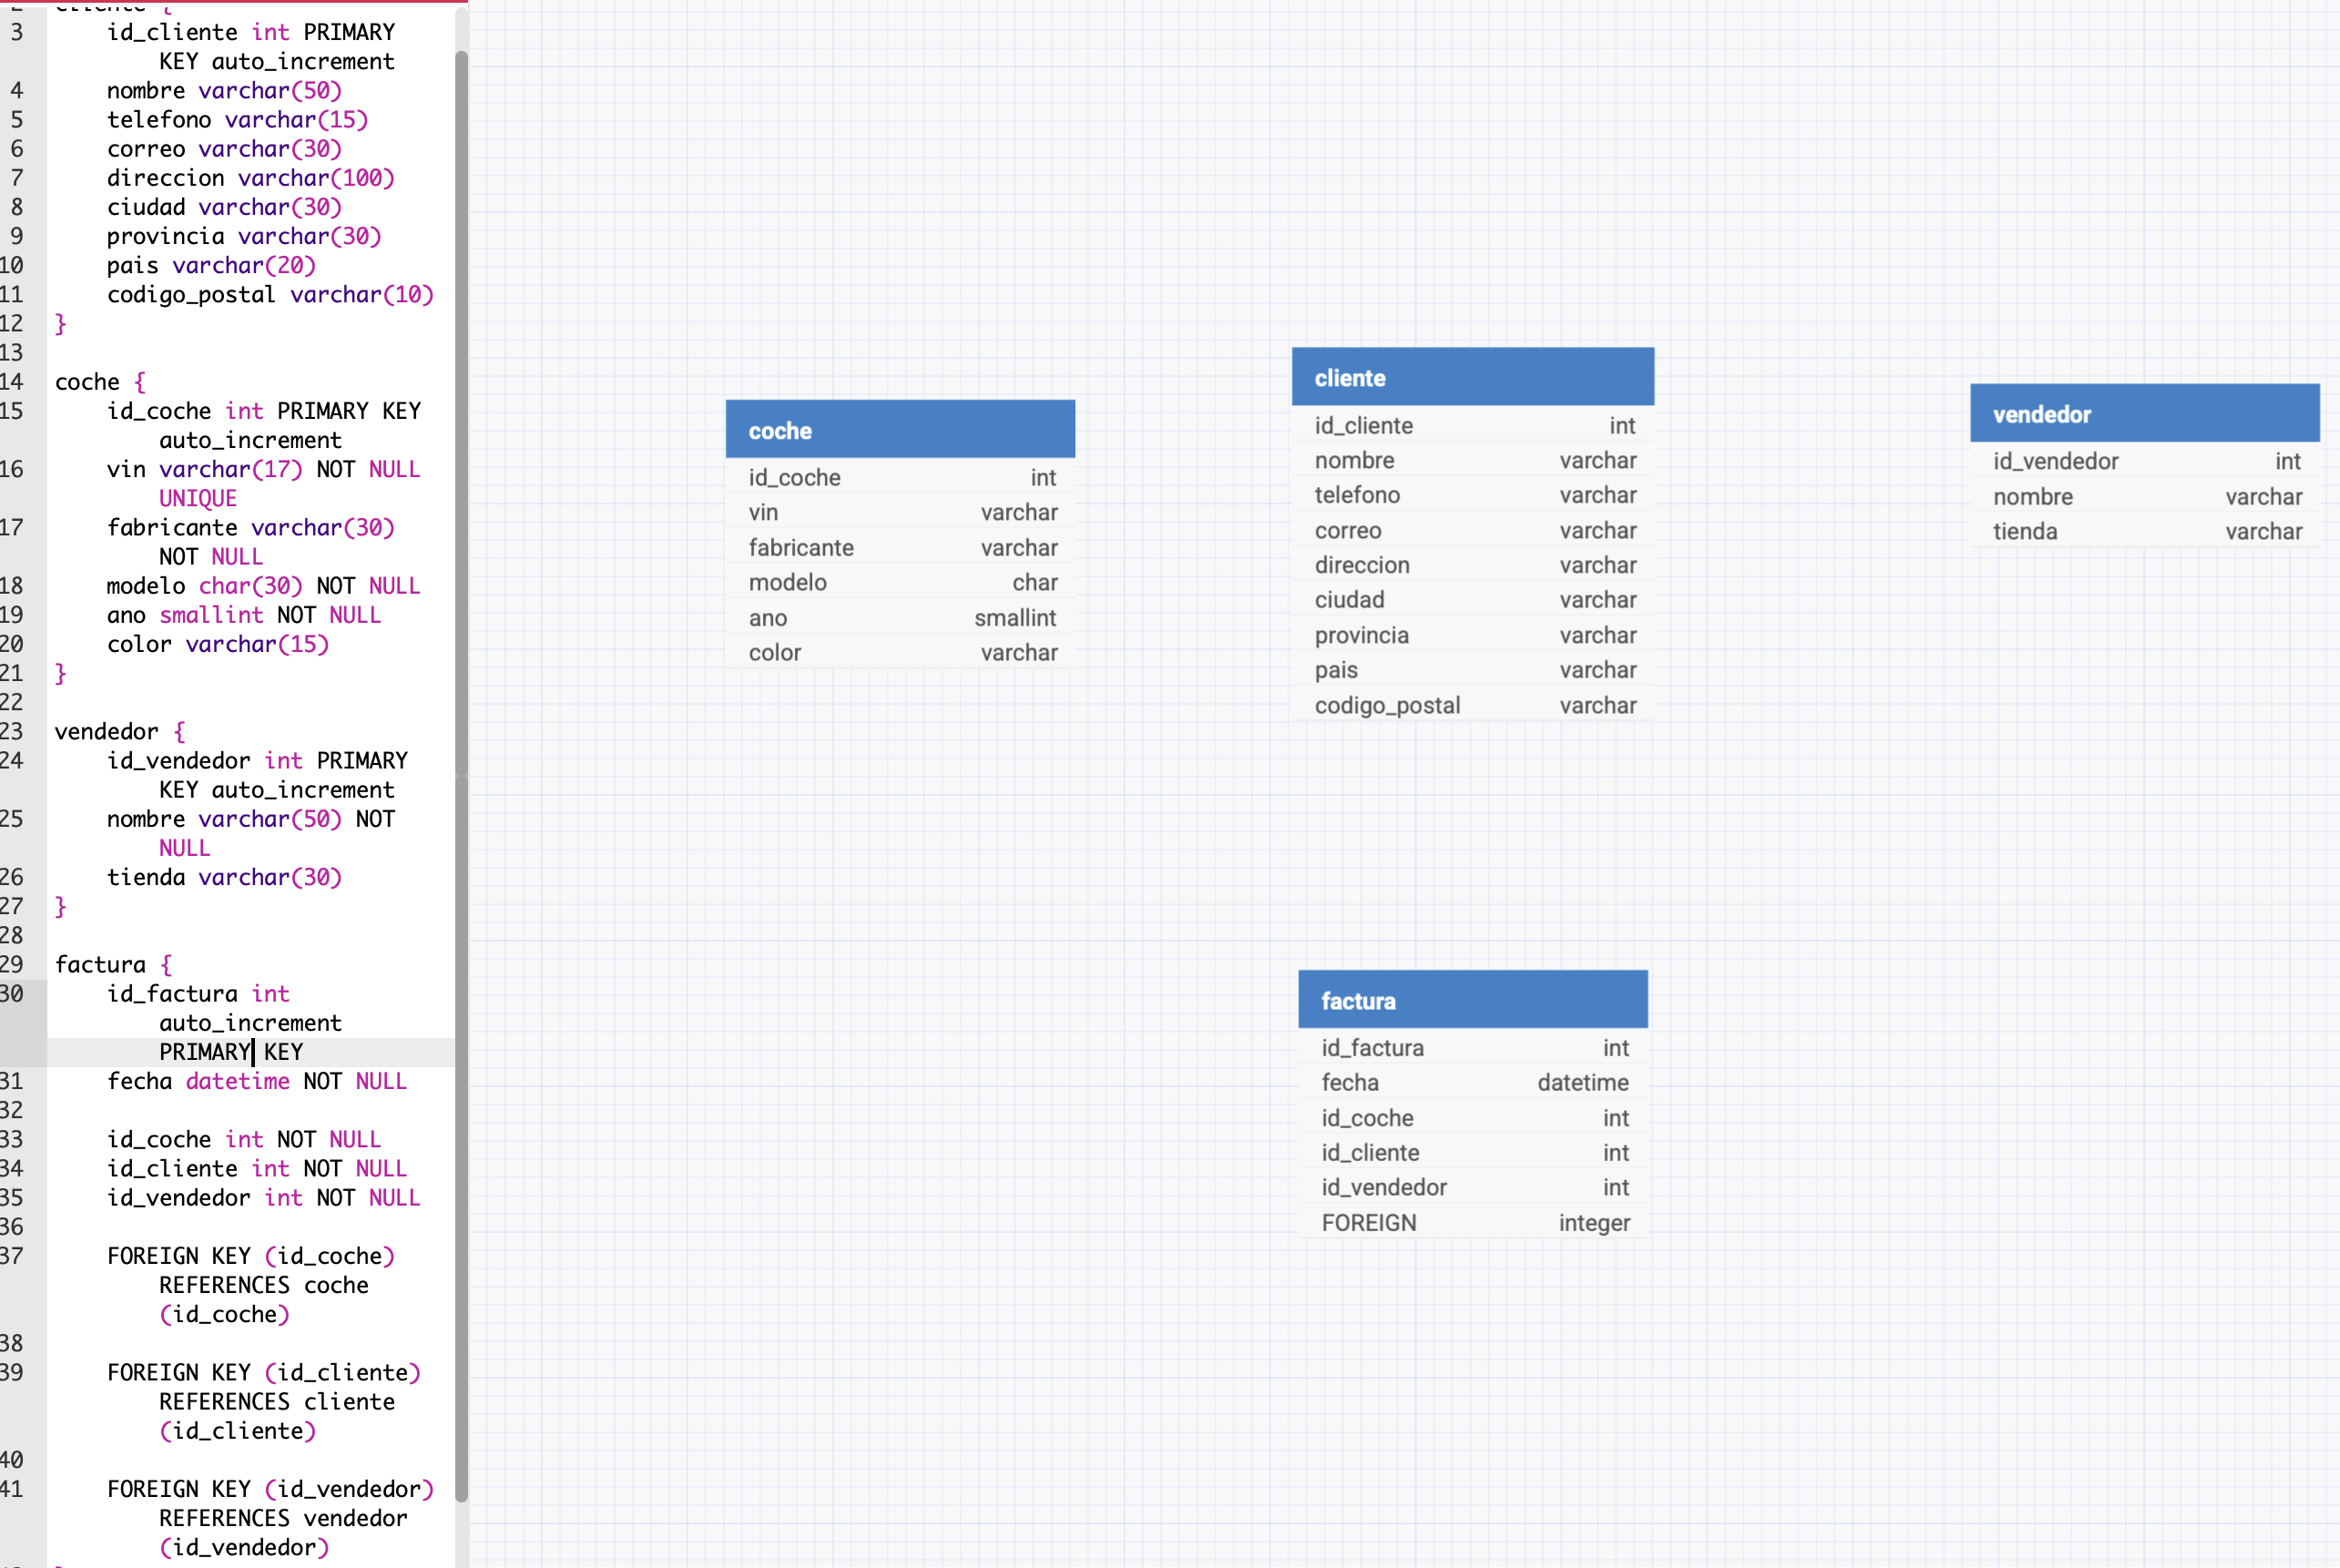 cliente {
3 id_cliente int PRIMARY
KEY auto_increment
4 nombre varchar(50)
5 telefono varchar(15)
6 correo varchar(30)
7 direccion varchar(100)
8 ciudad varchar(30)
9 provincia varchar(30)
10 pais varchar(20)
11 codigo_postal varchar(10)
12 }
13
14 coche {
15 id_coche int PRIMARY KEY
auto_increment
16 vin varchar(17) NOT NULL
UNIQUE
17 fabricante varchar(30)
NOT NULL
18 modelo char(30) NOT NULL
19 ano smallint NOT NULL
20 color varchar(15)
21 }
22
23 vendedor {
24 id_vendedor int PRIMARY
KEY auto_increment
25 nombre varchar(50) NOT
NULL
26 tienda varchar(30)
27 }
28
29 factura {
30 id_factura int
auto_increment
PRIMARY KEY
31 fecha datetime NOT NULL
32
33 id_coche int NOT NULL
34 id_cliente int NOT NULL
35 id_vendedor int NOT NULL
36
37 FOREIGN KEY (id_coche)
REFERENCES coche
(id_coche)
38
39 FOREIGN KEY (id_cliente)
REFERENCES cliente
(id_cliente)
40
41 FOREIGN KEY (id_vendedor)
REFERENCES vendedor
(id_vendedor)
coche
id_coche int
vin varchar
fabricante varchar
modelo char
ano smallint
color varchar
cliente
id_cliente int
nombre varchar
telefono varchar
correo varchar
direccion varchar
ciudad varchar
provincia varchar
pais varchar
codigo_postal varchar
vendedor
id_vendedor int
nombre varchar
tienda varchar
factura
id_factura int
fecha datetime
id_coche int
id_cliente int
id_vendedor int
FOREIGN integer